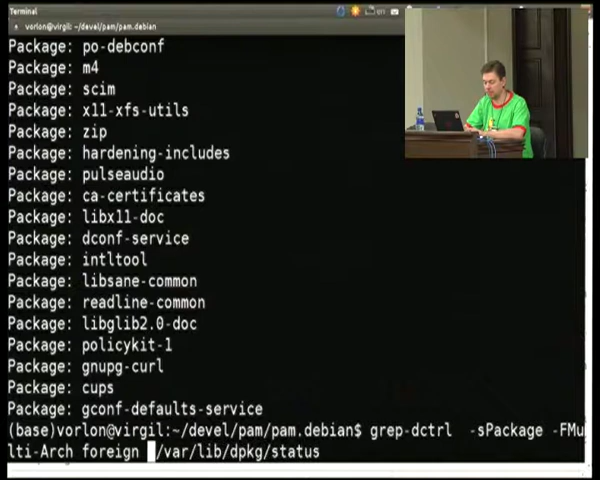 Terminal
vorlon@virgil: ~/devel/pam/pam.debian
Package: po-debconf
Package: m4
Package: scim
Package: x11-xfs-utils
Package: zip
Package: hardening-includes
Package: pulseaudio
Package: ca-certificates
Package: libx11-doc
Package: dconf-service
Package: intltool
Package: libsane-common
Package: readline-common
Package: libglib2.0-doc
Package: policykit-1
Package: gnupg-curl
Package: cups
Package: gconf-defaults-service
(base)vorlon@virgil:~/devel/pam/pam.debian$ grep-dctrl  -sPackage -FMu
lti-Arch foreign /var/lib/dpkg/status